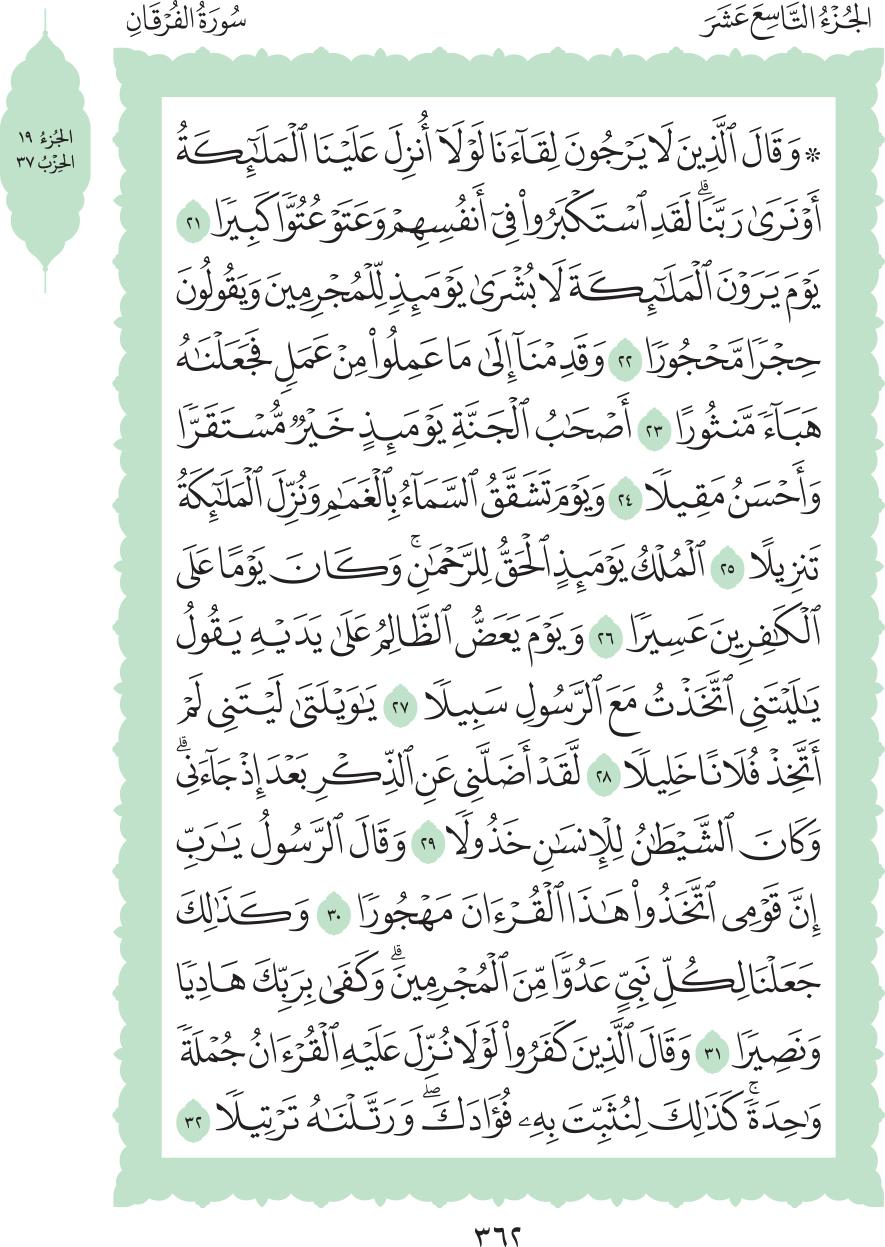 الجُزْءُ التَّاسِعَ عَشَرَ
سُورَةُ الفُرْقَانِ
الجُزءُ ١٩
الحِزْبُ ٣٧
۞ وَقَالَ ٱلَّذِينَ لَا يَرْجُونَ لِقَآءَنَا لَوْلَآ أُنزِلَ عَلَيْنَا ٱلْمَلَٰٓئِكَةُ
أَوْ نَرَىٰ رَبَّنَاۗ لَقَدِ ٱسْتَكْبَرُوا۟ فِىٓ أَنفُسِهِمْ وَعَتَوْ عُتُوًّا كَبِيرًا ٢١
يَوْمَ يَرَوْنَ ٱلْمَلَٰٓئِكَةَ لَا بُشْرَىٰ يَوْمَئِذٍ لِّلْمُجْرِمِينَ وَيَقُولُونَ
حِجْرًا مَّحْجُورًا ٢٢ وَقَدِمْنَآ إِلَىٰ مَا عَمِلُوا۟ مِنْ عَمَلٍ فَجَعَلْنَٰهُ
هَبَآءً مَّنثُورًا ٢٣ أَصْحَٰبُ ٱلْجَنَّةِ يَوْمَئِذٍ خَيْرٌ مُّسْتَقَرًّا
وَأَحْسَنُ مَقِيلًا ٢٤ وَيَوْمَ تَشَقَّقُ ٱلسَّمَآءُ بِٱلْغَمَٰمِ وَنُزِّلَ ٱلْمَلَٰٓئِكَةُ
تَنزِيلًا ٢٥ ٱلْمُلْكُ يَوْمَئِذٍ ٱلْحَقُّ لِلرَّحْمَٰنِۚ وَكَانَ يَوْمًا عَلَى
ٱلْكَٰفِرِينَ عَسِيرًا ٢٦ وَيَوْمَ يَعَضُّ ٱلظَّالِمُ عَلَىٰ يَدَيْهِ يَقُولُ
يَٰلَيْتَنِى ٱتَّخَذْتُ مَعَ ٱلرَّسُولِ سَبِيلًا ٢٧ يَٰوَيْلَتَىٰ لَيْتَنِى لَمْ
أَتَّخِذْ فُلَانًا خَلِيلًا ٢٨ لَّقَدْ أَضَلَّنِى عَنِ ٱلذِّكْرِ بَعْدَ إِذْ جَآءَنِىۗ
وَكَانَ ٱلشَّيْطَٰنُ لِلْإِنسَٰنِ خَذُولًا ٢٩ وَقَالَ ٱلرَّسُولُ يَٰرَبِّ
إِنَّ قَوْمِى ٱتَّخَذُوا۟ هَٰذَا ٱلْقُرْءَانَ مَهْجُورًا ٣٠ وَكَذَٰلِكَ
جَعَلْنَا لِكُلِّ نَبِىٍّ عَدُوًّا مِّنَ ٱلْمُجْرِمِينَۗ وَكَفَىٰ بِرَبِّكَ هَادِيًا
وَنَصِيرًا ٣١ وَقَالَ ٱلَّذِينَ كَفَرُوا۟ لَوْلَا نُزِّلَ عَلَيْهِ ٱلْقُرْءَانُ جُمْلَةً
وَٰحِدَةًۚ كَذَٰلِكَ لِنُثَبِّتَ بِهِۦ فُؤَادَكَۖ وَرَتَّلْنَٰهُ تَرْتِيلًا ٣٢
٣٦٢